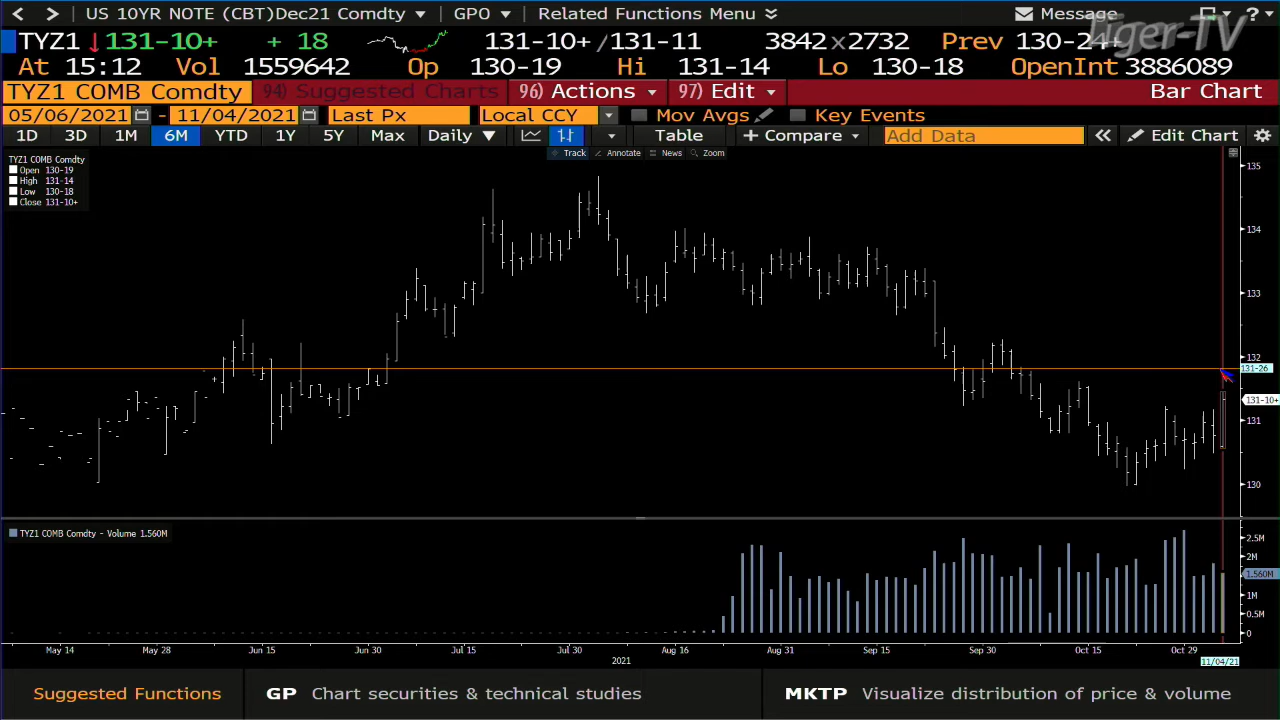 < > US 10YR NOTE (CBT)Dec21 Comdty GPO Related Functions Menu Message ?
TYZ1 ↓131-10+ + 18 131-10+/131-11 3842x2732 Prev 130-24+
At 15:12 Vol 1559642 Op 130-19 Hi 131-14 Lo 130-18 OpenInt 3886089
TYZ1 COMB Comdty 94) Suggested Charts 96) Actions 97) Edit Bar Chart
05/06/2021 - 11/04/2021 Last Px Local CCY Mov Avgs Key Events
1D 3D 1M 6M YTD 1Y 5Y Max Daily ▼ Table + Compare Add Data « Edit Chart
Track Annotate News Zoom
TYZ1 COMB Comdty
Open 130-19
High 131-14
Low 130-18
Close 131-10+
135
134
133
132
131-26
131-10+
131
130
TYZ1 COMB Comdty - Volume 1.560M
2.5M
2M
1.560M
1M
0.5M
0
May 14 May 28 Jun 15 Jun 30 Jul 15 Jul 30 Aug 16 Aug 31 Sep 15 Sep 30 Oct 15 Oct 29
2021 11/04/21
Suggested Functions GP Chart securities & technical studies MKTP Visualize distribution of price & volume